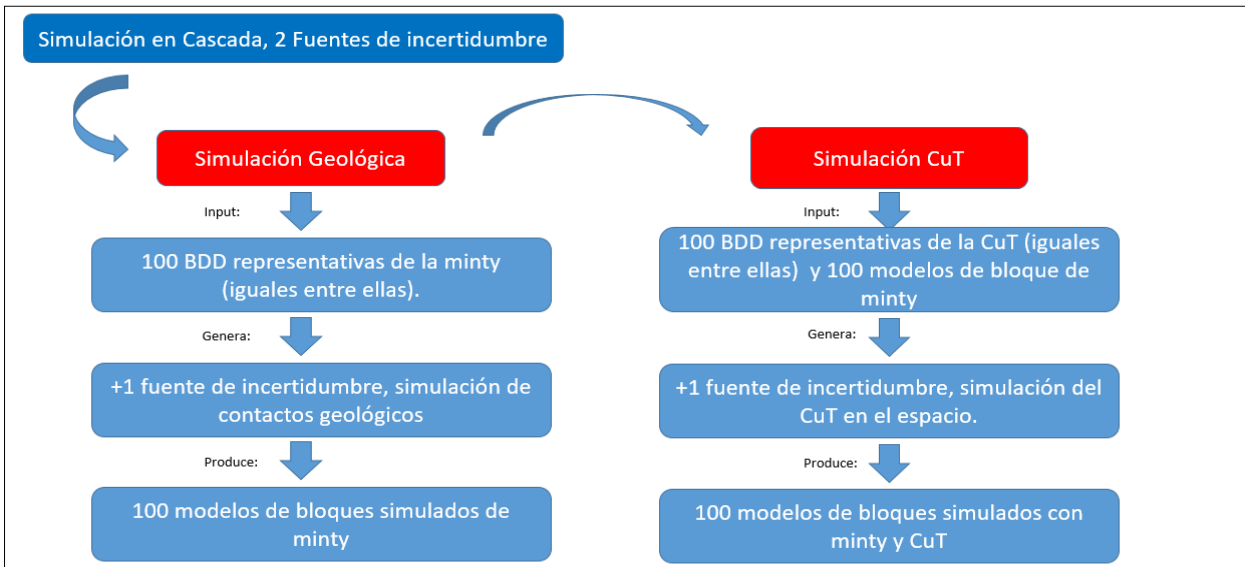 Simulación en Cascada, 2 Fuentes de incertidumbre
Simulación Geológica
Input:
100 BDD representativas de la minty
(iguales entre ellas).
Genera:
+1 fuente de incertidumbre, simulación de
contactos geológicos
Produce:
100 modelos de bloques simulados de
minty
Simulación CuT
Input:
100 BDD representativas de la CuT (iguales
entre ellas) y 100 modelos de bloque de
minty
Genera:
+1 fuente de incertidumbre, simulación del
CuT en el espacio.
Produce:
100 modelos de bloques simulados con
minty y CuT